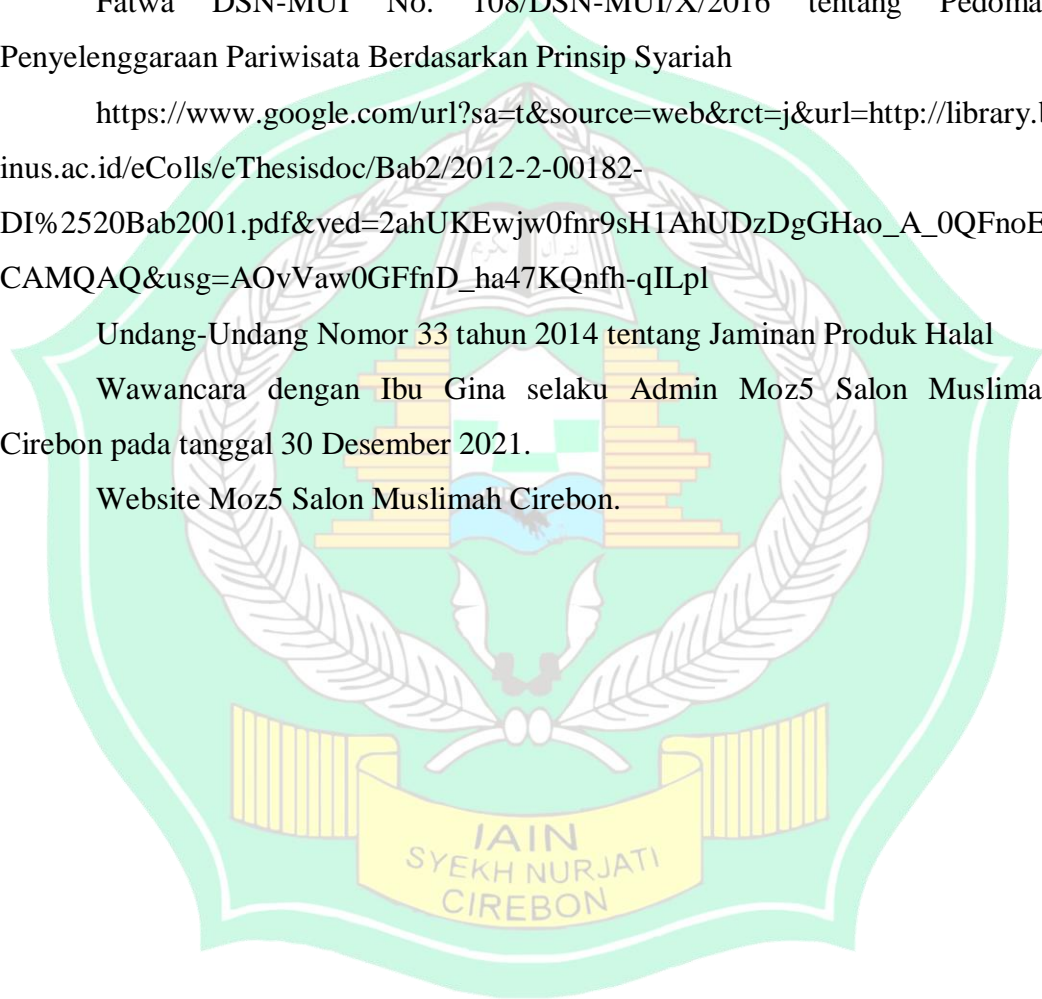 Fatwa DSN-MUI No. 108/DSN-MUI/X/2016 tentang Pedoma
Penyelenggaraan Pariwisata Berdasarkan Prinsip Syariah
https://www.google.com/url?sa=t&source=web&rct=j&url=http://library.b
inus.ac.id/eColls/eThesisdoc/Bab2/2012-2-00182-
DI%2520Bab2001.pdf&ved=2ahUKEwjw0fnr9sH1AhUDzDgGHao_A_0QFnoE
CAMQAQ&usg=AOvVaw0GFfnD_ha47KQnfh-qILpl
Undang-Undang Nomor 33 tahun 2014 tentang Jaminan Produk Halal
Wawancara dengan Ibu Gina selaku Admin Moz5 Salon Muslima
Cirebon pada tanggal 30 Desember 2021.
Website Moz5 Salon Muslimah Cirebon.
IAIN
SYEKH NURJATI
CIREBON